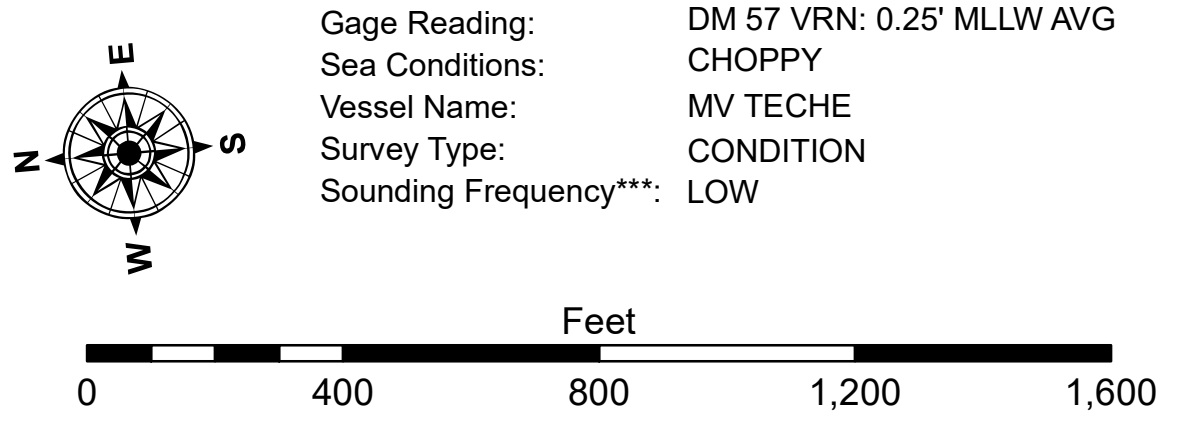 Gage Reading: DM 57 VRN: 0.25' MLLW AVG
Sea Conditions: CHOPPY
Vessel Name: MV TECHE
Survey Type: CONDITION
Sounding Frequency***: LOW
E
N
S
W
Feet
0 400 800 1,200 1,600